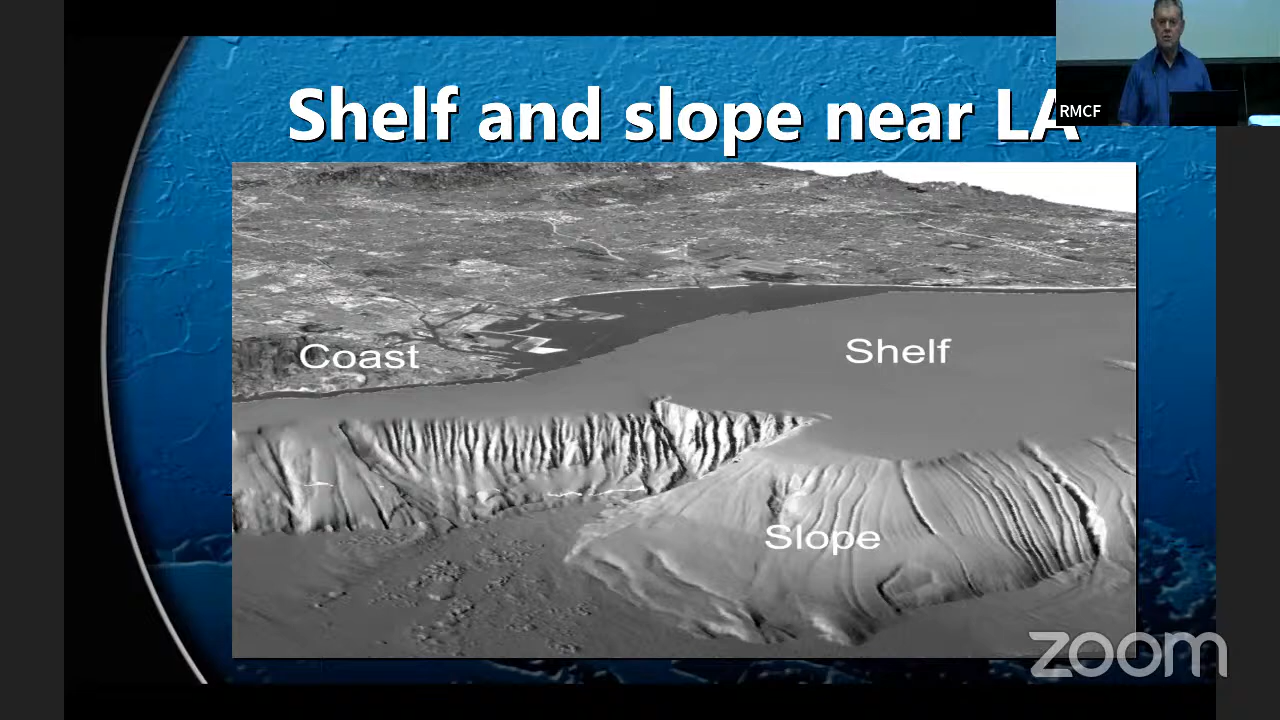 Shelf and slope near LA
RMCF
Coast
Shelf
Slope
zoom